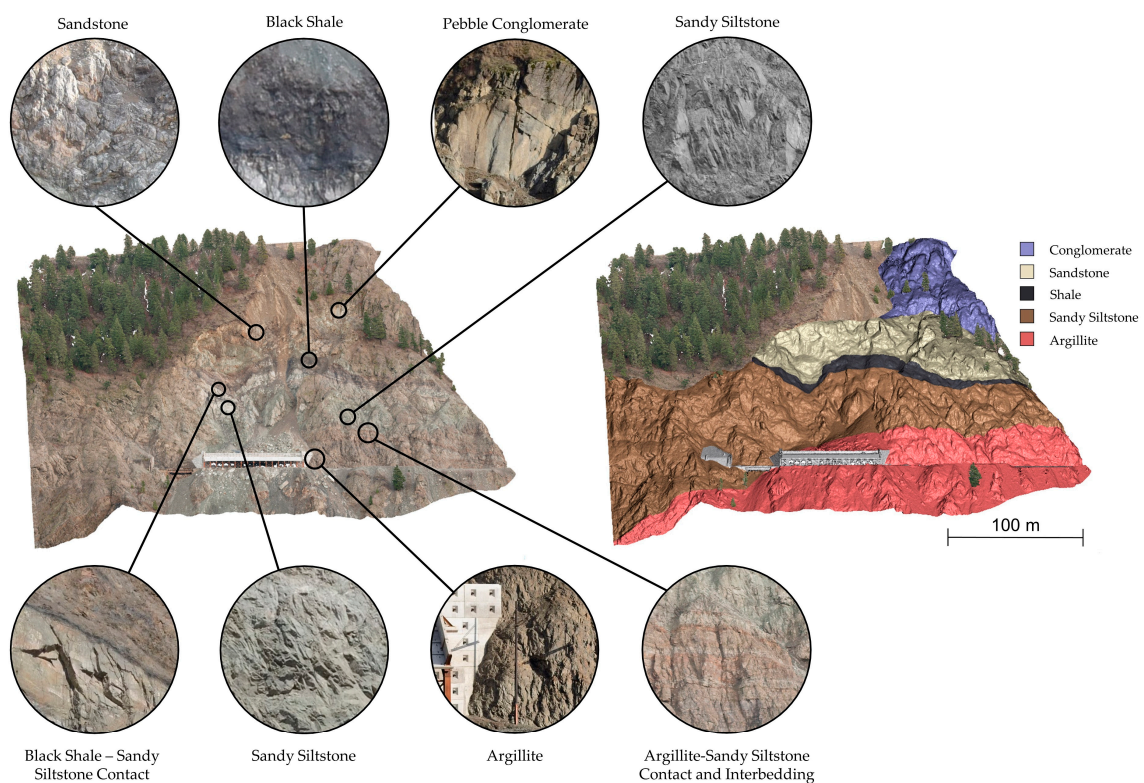 Sandstone
Black Shale
Pebble Conglomerate
Sandy Siltstone
Conglomerate
Sandstone
Shale
Sandy Siltstone
Argillite
100 m
Black Shale – Sandy
Siltstone Contact
Sandy Siltstone
Argillite
Argillite-Sandy Siltstone
Contact and Interbedding